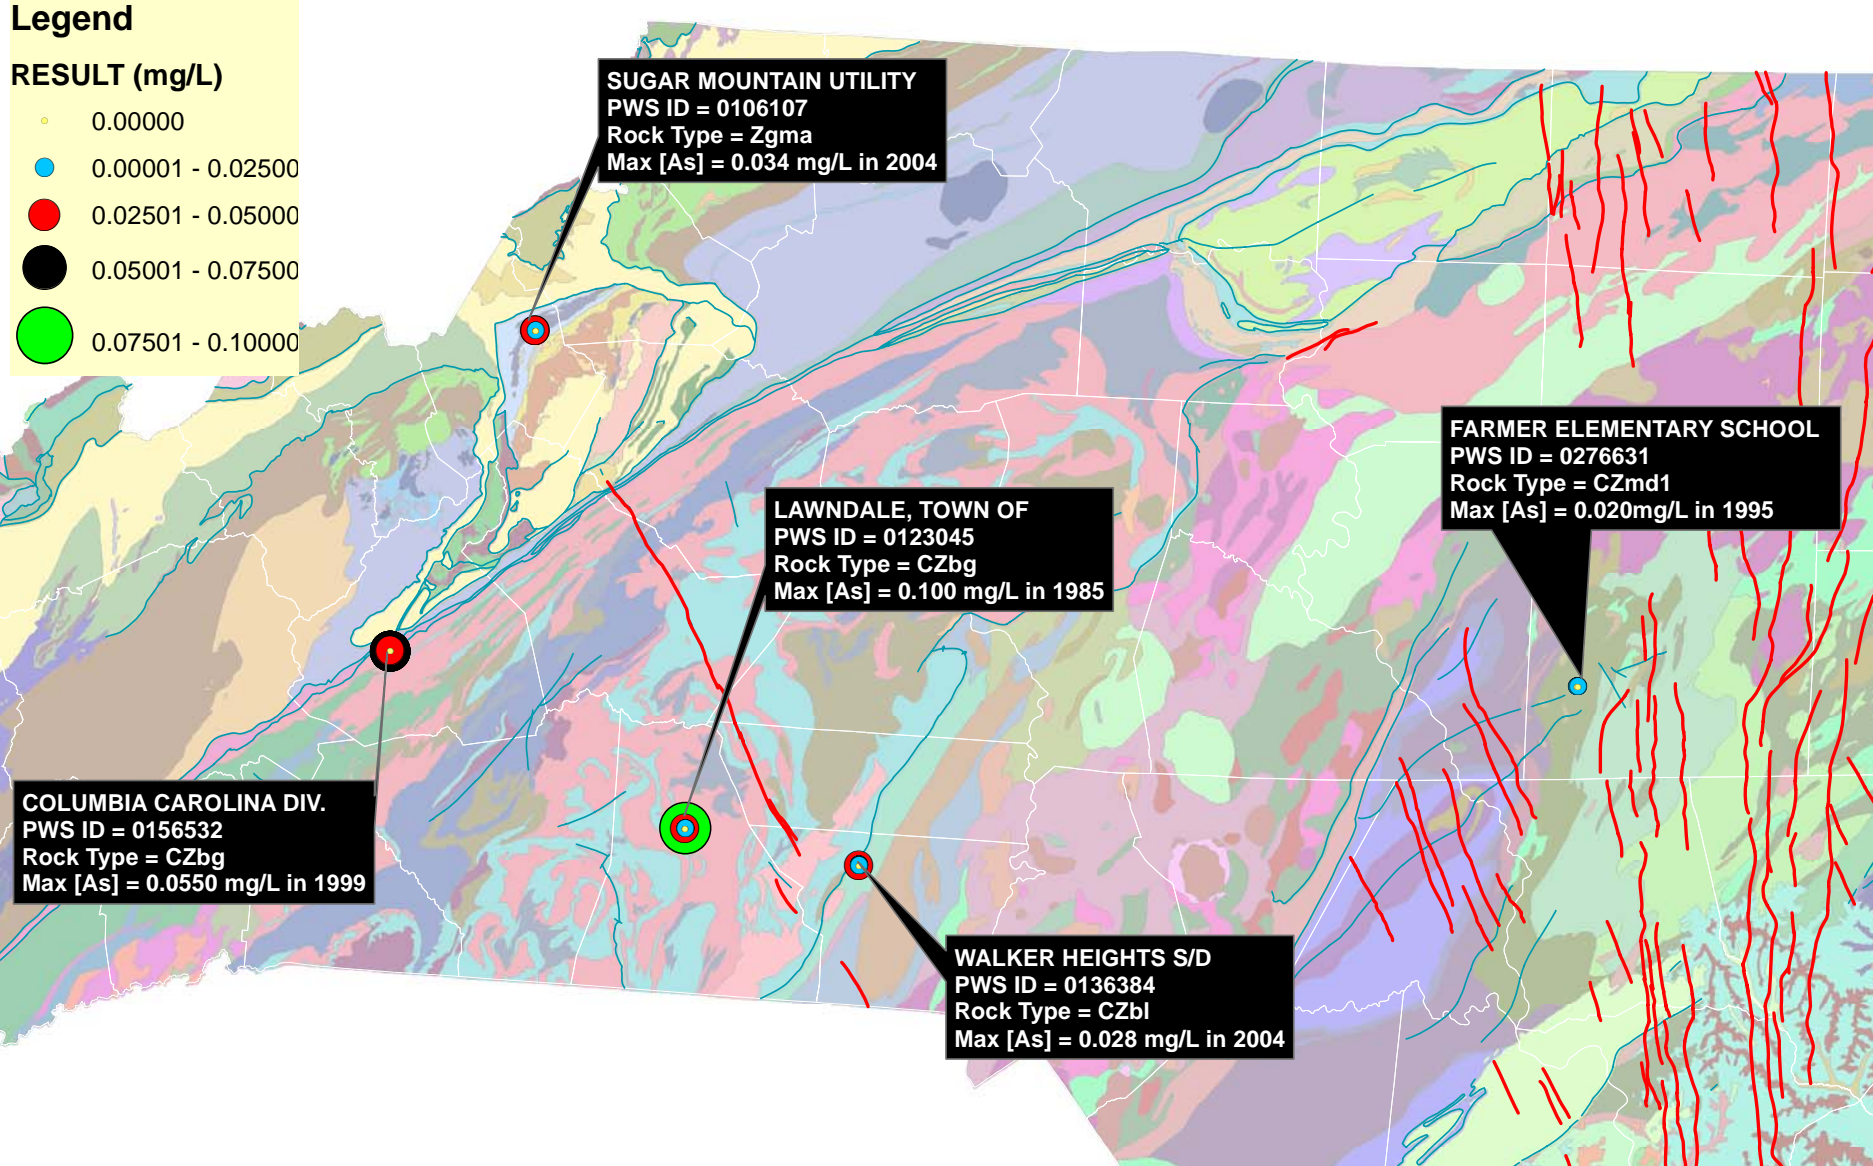 Legend
RESULT (mg/L)
0.00000
0.00001 - 0.02500
0.02501 - 0.05000
0.05001 - 0.07500
0.07501 - 0.10000
SUGAR MOUNTAIN UTILITY
PWS ID = 0106107
Rock Type = Zgma
Max [As] = 0.034 mg/L in 2004
FARMER ELEMENTARY SCHOOL
PWS ID = 0276631
Rock Type = CZmd1
Max [As] = 0.020mg/L in 1995
LAWNDALE, TOWN OF
PWS ID = 0123045
Rock Type = CZbg
Max [As] = 0.100 mg/L in 1985
COLUMBIA CAROLINA DIV.
PWS ID = 0156532
Rock Type = CZbg
Max [As] = 0.0550 mg/L in 1999
WALKER HEIGHTS S/D
PWS ID = 0136384
Rock Type = CZbl
Max [As] = 0.028 mg/L in 2004